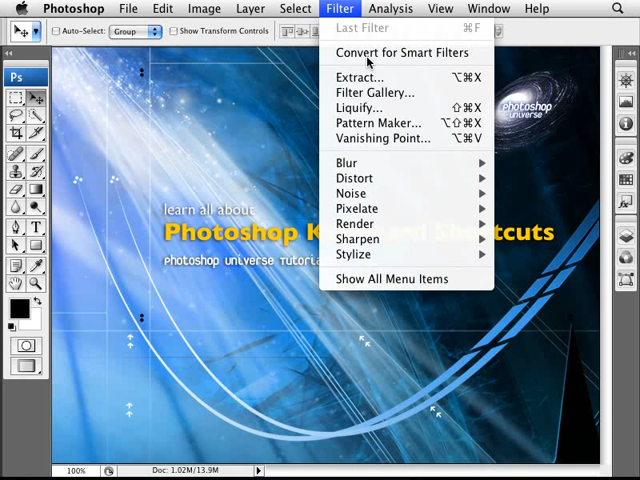 Photoshop File Edit Image Layer Select Filter Analysis View Window Help
Auto-Select: Group Show Transform Controls
Last Filter ⌘F
Convert for Smart Filters
Extract... ⌥⌘X
Filter Gallery...
Liquify... ⇧⌘X
Pattern Maker... ⌥⇧⌘X
Vanishing Point... ⌥⌘V
Blur
Distort
Noise
Pixelate
Render
Sharpen
Stylize
Show All Menu Items
Ps
photoshop
universe
learn all about
Photoshop K tcuts
photoshop universe tutoria
100% Doc: 1.02M/13.9M